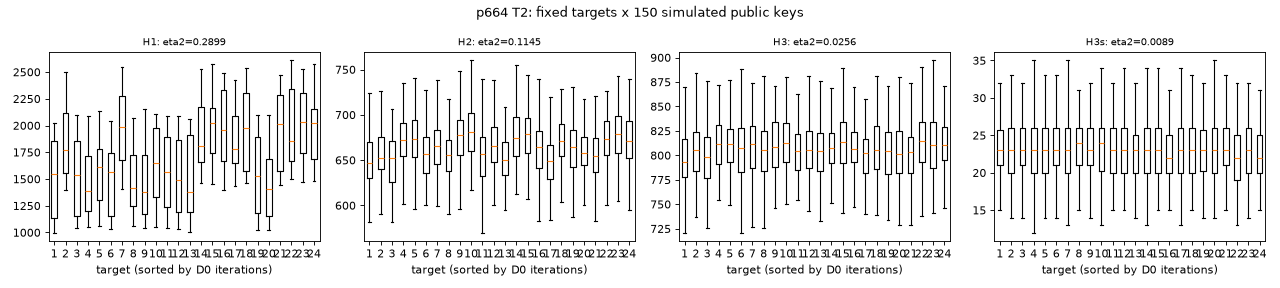 p664 T2: fixed targets x 150 simulated public keys
H1: eta2=0.2899
2500
2250
2000
1750
1500
1250
1000
1 2 3 4 5 6 7 8 9 10 11 12 13 14 15 16 17 18 19 20 21 22 23 24
target (sorted by D0 iterations)
H2: eta2=0.1145
750
700
650
600
1 2 3 4 5 6 7 8 9 10 11 12 13 14 15 16 17 18 19 20 21 22 23 24
target (sorted by D0 iterations)
H3: eta2=0.0256
900
875
850
825
800
775
750
725
1 2 3 4 5 6 7 8 9 10 11 12 13 14 15 16 17 18 19 20 21 22 23 24
target (sorted by D0 iterations)
H3s: eta2=0.0089
35
30
25
20
15
1 2 3 4 5 6 7 8 9 10 11 12 13 14 15 16 17 18 19 20 21 22 23 24
target (sorted by D0 iterations)